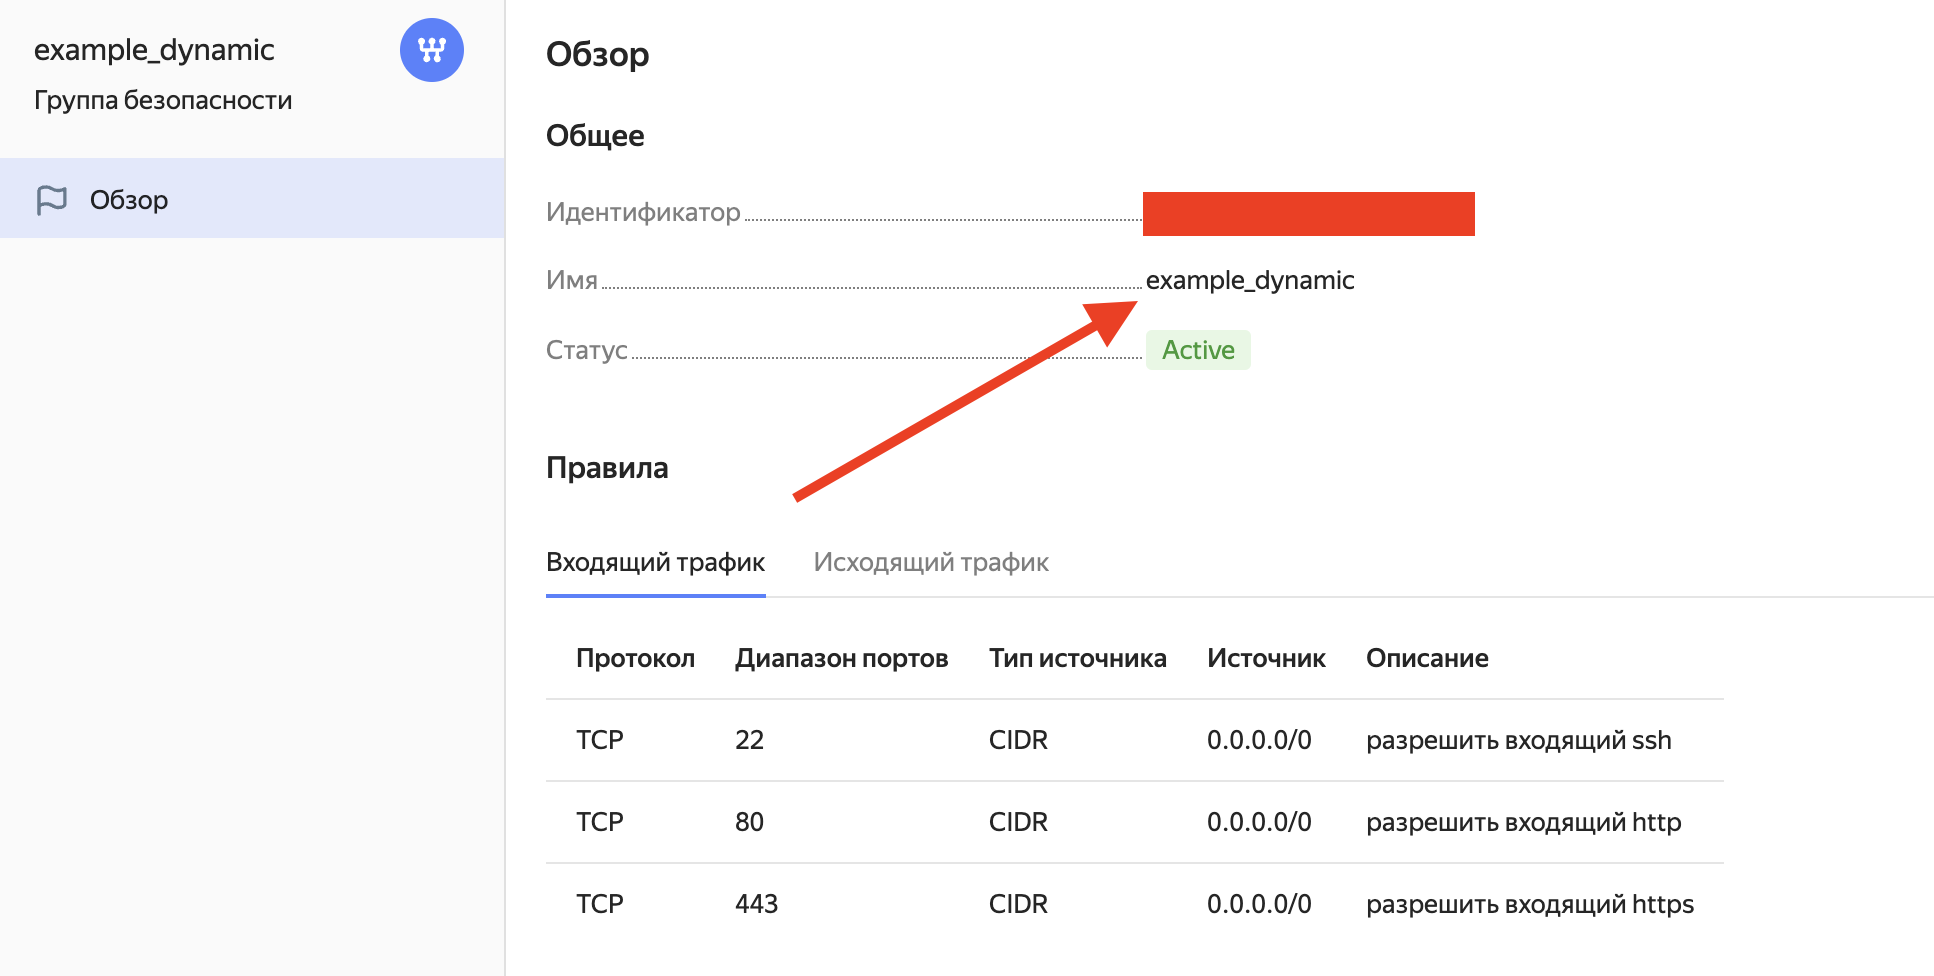 example_dynamic
Группа безопасности
Обзор
Обзор
Общее
Идентификатор
Имя example_dynamic
Статус Active
Правила
Входящий трафик Исходящий трафик
Протокол Диапазон портов Тип источника Источник Описание
TCP 22 CIDR 0.0.0.0/0 разрешить входящий ssh
TCP 80 CIDR 0.0.0.0/0 разрешить входящий http
TCP 443 CIDR 0.0.0.0/0 разрешить входящий https